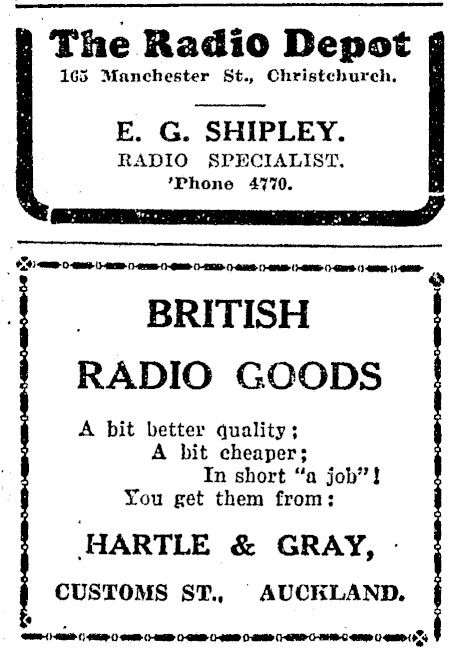 The Radio Depot
165 Manchester St., Christchurch.
E. G. SHIPLEY.
RADIO SPECIALIST.
'Phone 4770.
BRITISH
RADIO GOODS
A bit better quality;
A bit cheaper;
In short "a job"!
You get them from:
HARTLE & GRAY,
CUSTOMS ST., AUCKLAND.